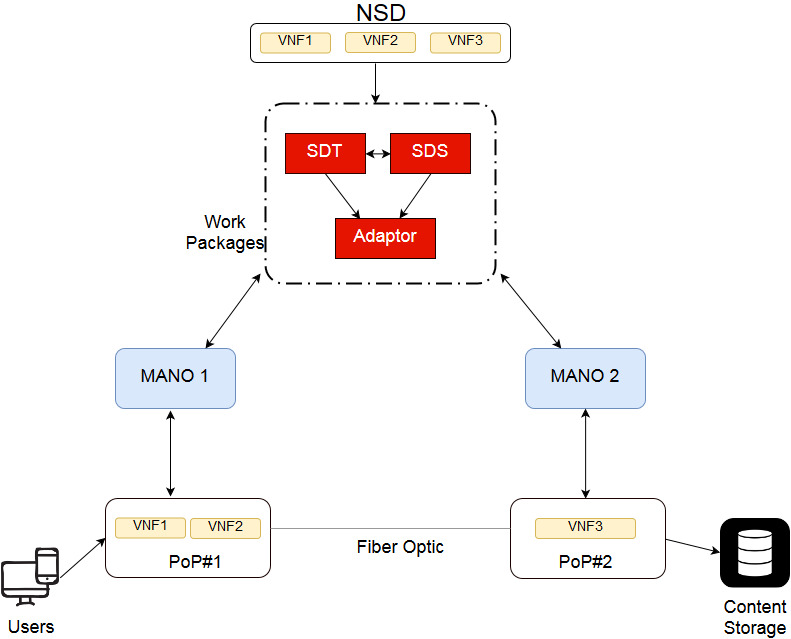 NSD
VNF1
VNF2
VNF3
SDT
SDS
Adaptor
Work
Packages
MANO 1
MANO 2
VNF1
VNF2
PoP#1
Fiber Optic
VNF3
PoP#2
Users
Content
Storage